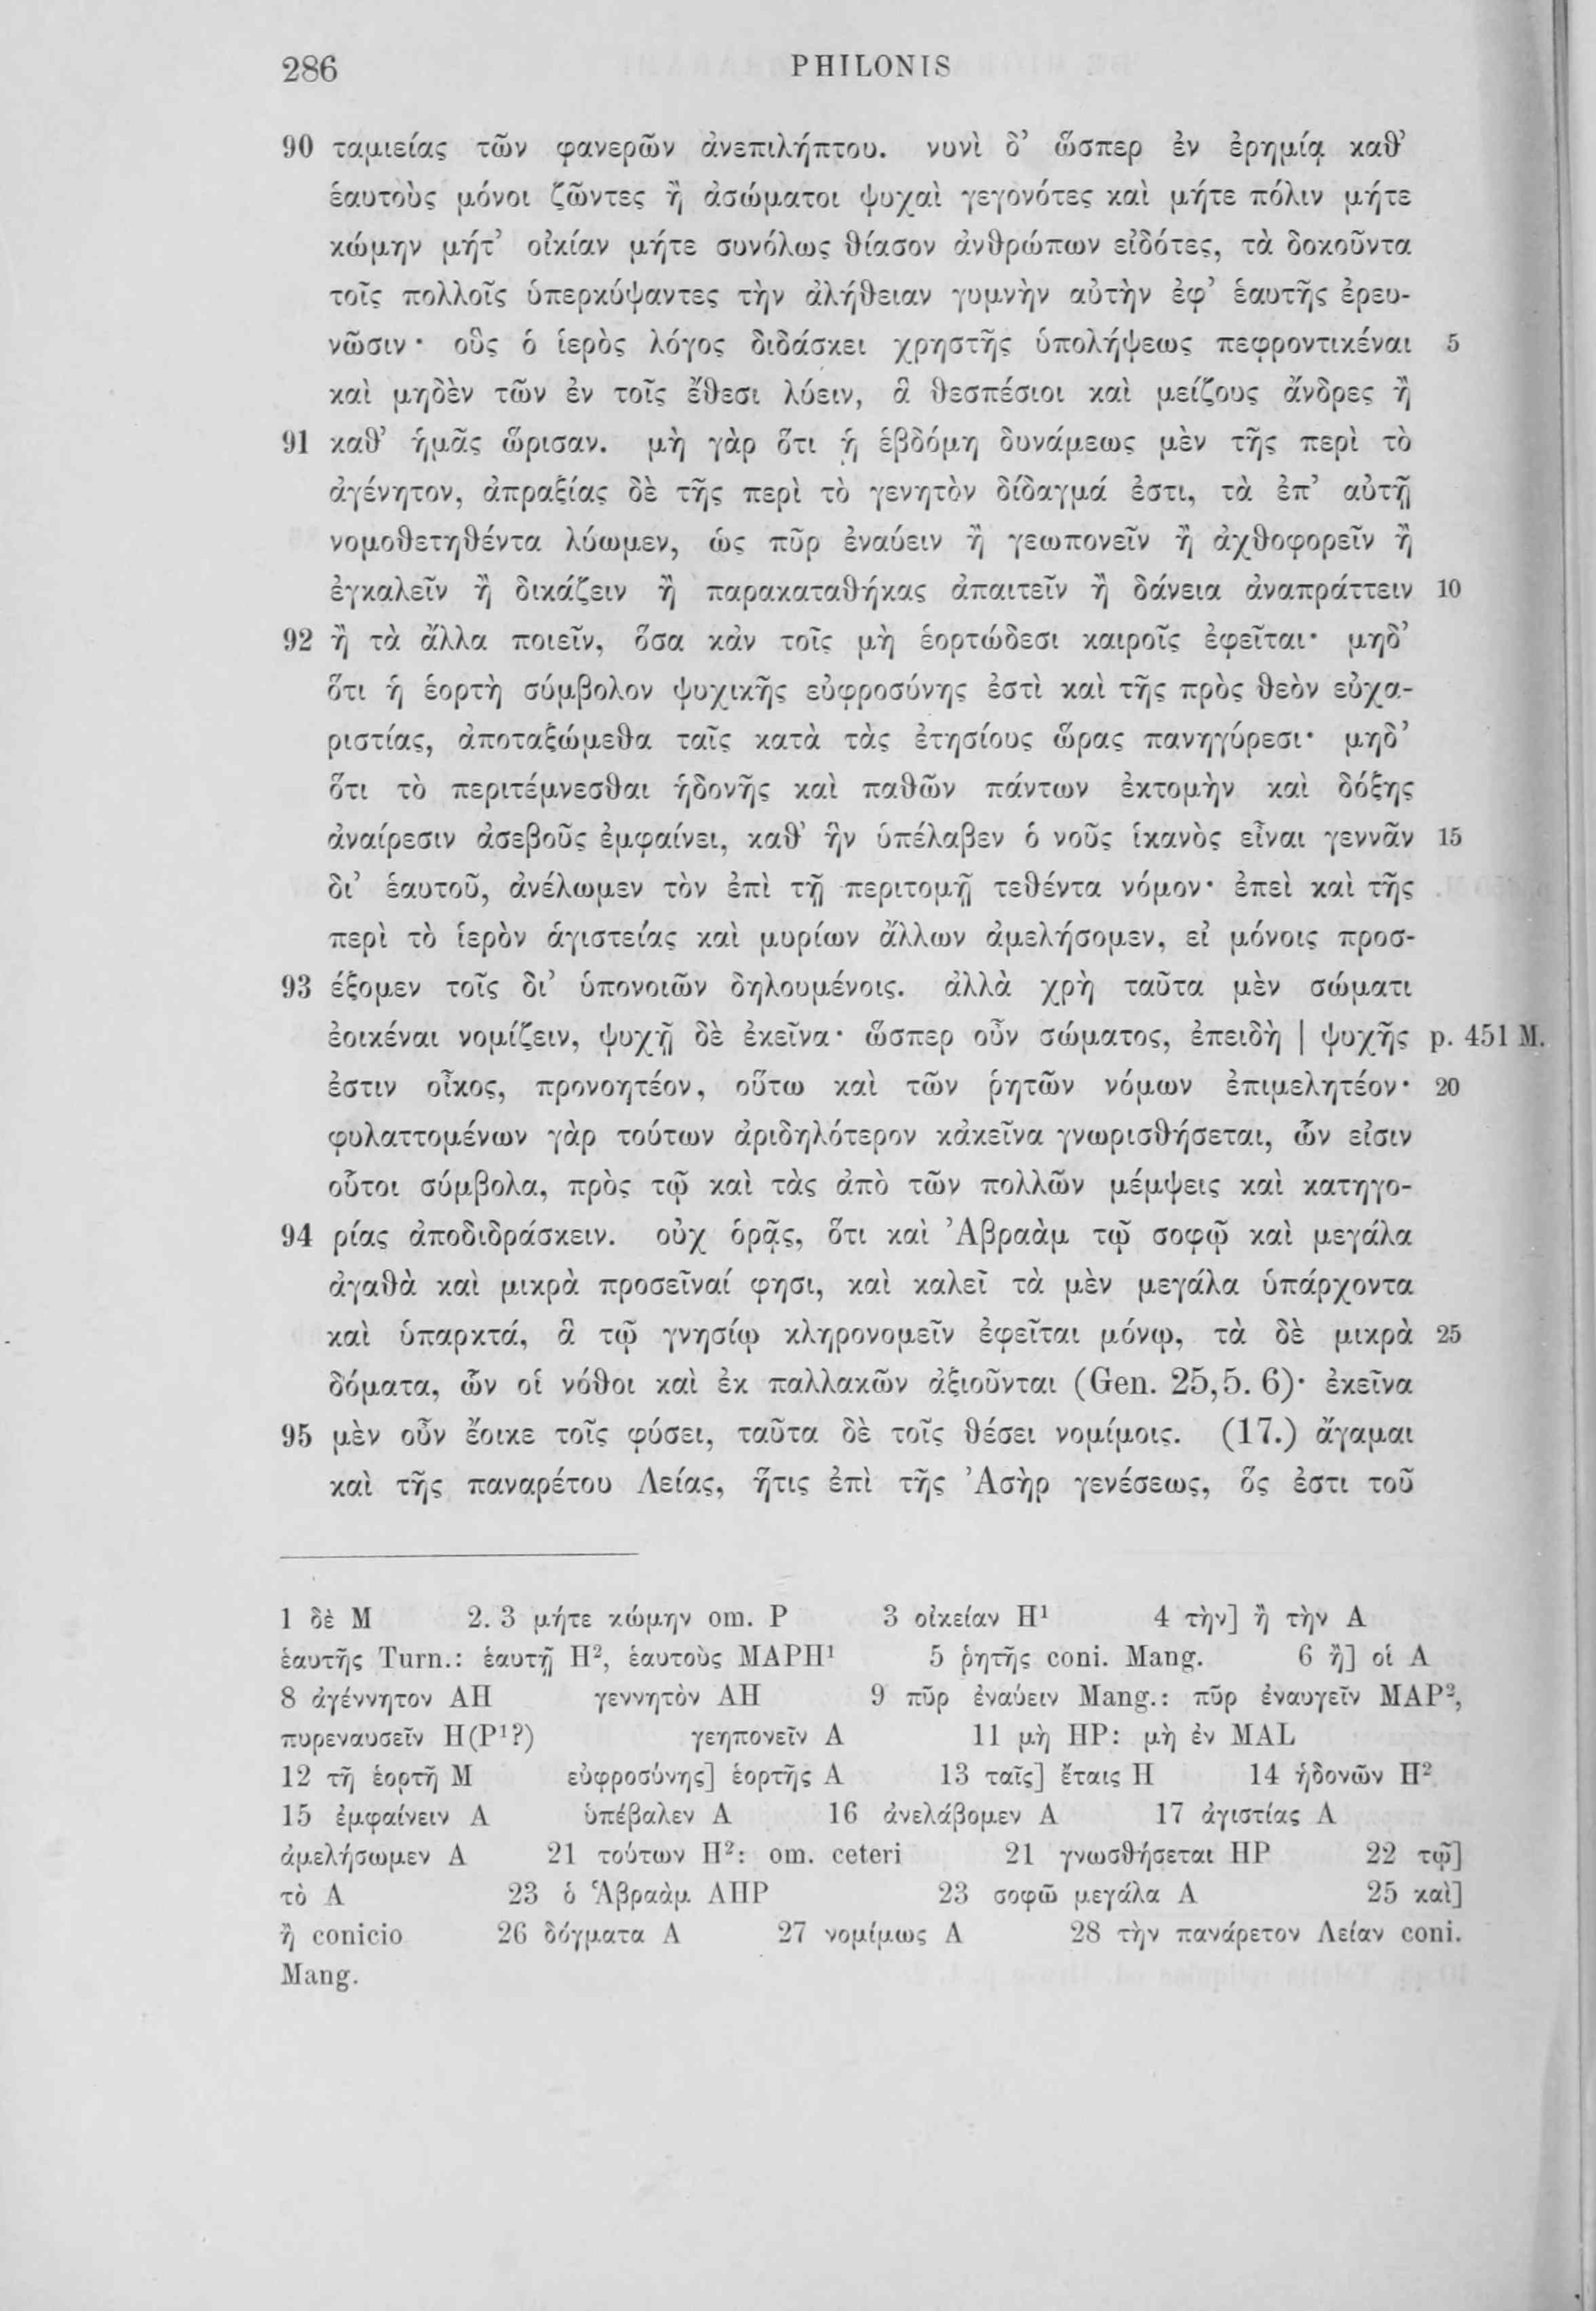 286 PHILONIS
90 ταμιείας τῶν φανερῶν ἀνεπιλήπτου. νυνὶ δ’ ὥσπερ ἐν ἐρημίᾳ καθ’
ἑαυτοὺς μόνοι ζῶντες ἢ ἀσώματοι ψυχαὶ γεγονότες καὶ μήτε πόλιν μήτε
κώμην μήτ’ οἰκίαν μήτε συνόλως θίασον ἀνθρώπων εἰδότες, τὰ δοκοῦντα
τοῖς πολλοῖς ὑπερκύψαντες τὴν ἀλήθειαν γυμνὴν αὐτὴν ἐφ’ ἑαυτῆς ἐρευ-
νῶσιν· οὓς ὁ ἱερὸς λόγος διδάσκει χρηστῆς ὑπολήψεως πεφροντικέναι 5
καὶ μηδὲν τῶν ἐν τοῖς ἔθεσι λύειν, ἃ θεσπέσιοι καὶ μείζους ἄνδρες ἢ
91 καθ’ ἡμᾶς ὥρισαν. μὴ γὰρ ὅτι ἡ ἑβδόμη δυνάμεως μὲν τῆς περὶ τὸ
ἀγένητον, ἀπραξίας δὲ τῆς περὶ τὸ γενητὸν δίδαγμά ἐστι, τὰ ἐπ’ αὐτῇ
νομοθετηθέντα λύωμεν, ὡς πῦρ ἐναύειν ἢ γεωπονεῖν ἢ ἀχθοφορεῖν ἢ
ἐγκαλεῖν ἢ δικάζειν ἢ παρακαταθήκας ἀπαιτεῖν ἢ δάνεια ἀναπράττειν 10
92 ἢ τὰ ἄλλα ποιεῖν, ὅσα κἀν τοῖς μὴ ἑορτώδεσι καιροῖς ἐφεῖται· μηδ’
ὅτι ἡ ἑορτὴ σύμβολον ψυχικῆς εὐφροσύνης ἐστὶ καὶ τῆς πρὸς θεὸν εὐχα-
ριστίας, ἀποταξώμεθα ταῖς κατὰ τὰς ἐτησίους ὥρας πανηγύρεσι· μηδ’
ὅτι τὸ περιτέμνεσθαι ἡδονῆς καὶ παθῶν πάντων ἐκτομὴν καὶ δόξης
ἀναίρεσιν ἀσεβοῦς ἐμφαίνει, καθ’ ἣν ὑπέλαβεν ὁ νοῦς ἱκανὸς εἶναι γεννᾶν 15
δι’ ἑαυτοῦ, ἀνέλωμεν τὸν ἐπὶ τῇ περιτομῇ τεθέντα νόμον· ἐπεὶ καὶ τῆς
περὶ τὸ ἱερὸν ἁγιστείας καὶ μυρίων ἄλλων ἀμελήσομεν, εἰ μόνοις προσ-
93 έξομεν τοῖς δι’ ὑπονοιῶν δηλουμένοις. ἀλλὰ χρὴ ταῦτα μὲν σώματι
ἐοικέναι νομίζειν, ψυχῇ δὲ ἐκεῖνα· ὥσπερ οὖν σώματος, ἐπειδὴ | ψυχῆς p. 451 M.
ἐστιν οἶκος, προνοητέον, οὕτω καὶ τῶν ῥητῶν νόμων ἐπιμελητέον· 20
φυλαττομένων γὰρ τούτων ἀριδηλότερον κἀκεῖνα γνωρισθήσεται, ὧν εἰσιν
οὗτοι σύμβολα, πρὸς τῷ καὶ τὰς ἀπὸ τῶν πολλῶν μέμψεις καὶ κατηγο-
94 ρίας ἀποδιδράσκειν. οὐχ ὁρᾷς, ὅτι καὶ Ἀβραὰμ τῷ σοφῷ καὶ μεγάλα
ἀγαθὰ καὶ μικρὰ προσεῖναί φησι, καὶ καλεῖ τὰ μὲν μεγάλα ὑπάρχοντα
καὶ ὑπαρκτά, ἃ τῷ γνησίῳ κληρονομεῖν ἐφεῖται μόνῳ, τὰ δὲ μικρὰ 25
δόματα, ὧν οἱ νόθοι καὶ ἐκ παλλακῶν ἀξιοῦνται (Gen. 25,5. 6)· ἐκεῖνα
95 μὲν οὖν ἔοικε τοῖς φύσει, ταῦτα δὲ τοῖς θέσει νομίμοις. (17.) ἄγαμαι
καὶ τῆς παναρέτου Λείας, ἥτις ἐπὶ τῆς Ἀσὴρ γενέσεως, ὅς ἐστι τοῦ
1 δὲ M 2. 3 μήτε κώμην om. P 3 οἰκείαν H¹ 4 τὴν] ἢ τὴν A
ἑαυτῆς Turn.: ἑαυτῇ H², ἑαυτοὺς MAPH¹ 5 ῥητῆς coni. Mang. 6 ἢ] οἱ A
8 ἀγέννητον AH γεννητὸν AH 9 πῦρ ἐναύειν Mang.: πῦρ ἐναυγεῖν MAP²,
πυρεναυσεῖν H(P¹?) γεηπονεῖν A 11 μὴ HP: μὴ ἐν MAL
12 τῇ ἑορτῇ M εὐφροσύνης] ἑορτῆς A 13 ταῖς] ἔταις H 14 ἡδονῶν H²
15 ἐμφαίνειν A ὑπέβαλεν A 16 ἀνελάβομεν A 17 ἁγιστίας A
ἀμελήσωμεν A 21 τούτων H²: om. ceteri 21 γνωσθήσεται HP 22 τῷ]
τὸ A 23 ὁ Ἁβραὰμ AHP 23 σοφῶ μεγάλα A 25 καὶ]
ἢ conicio 26 δόγματα A 27 νομίμως A 28 τὴν πανάρετον Λείαν coni.
Mang.